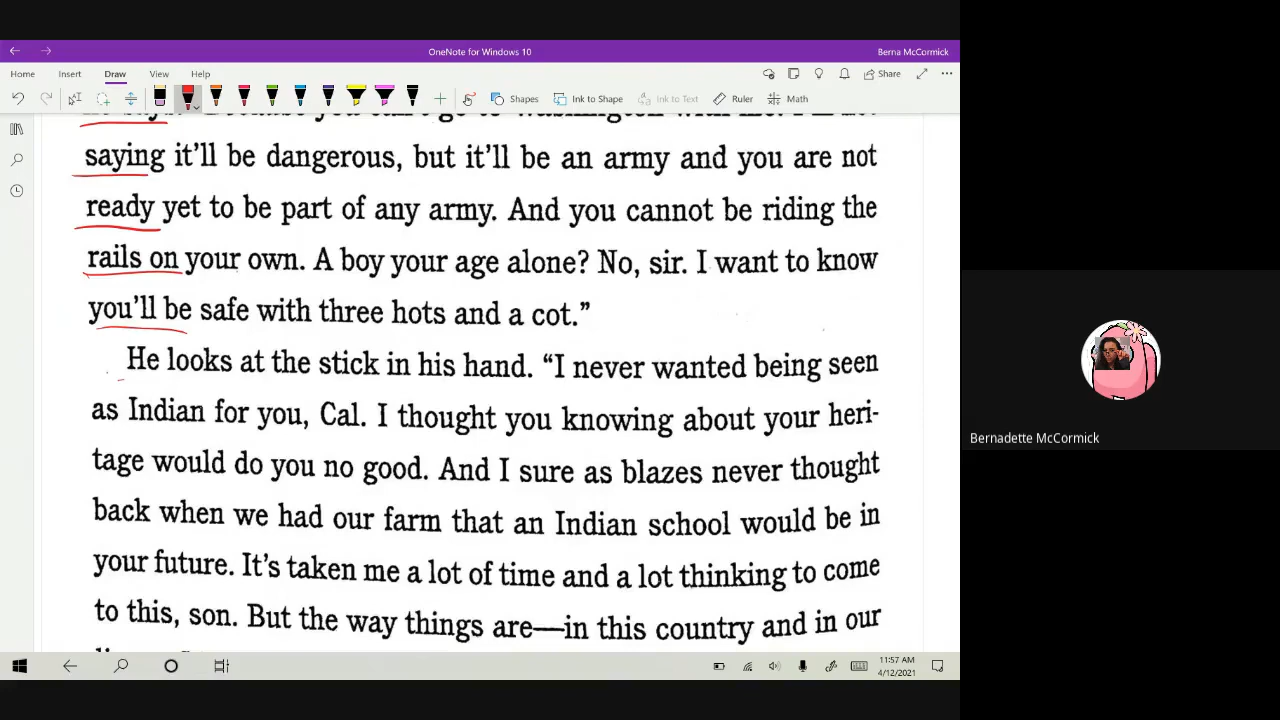 OneNote for Windows 10
Berna McCormick
Home Insert Draw View Help
Share
Shapes Ink to Shape Ink to Text Ruler Math
saying it’ll be dangerous, but it’ll be an army and you are not
ready yet to be part of any army. And you cannot be riding the
rails on your own. A boy your age alone? No, sir. I want to know
you’ll be safe with three hots and a cot.”
He looks at the stick in his hand. “I never wanted being seen
as Indian for you, Cal. I thought you knowing about your heri-
tage would do you no good. And I sure as blazes never thought
back when we had our farm that an Indian school would be in
your future. It’s taken me a lot of time and a lot thinking to come
to this, son. But the way things are—in this country and in our
Bernadette McCormick
11:57 AM
4/12/2021